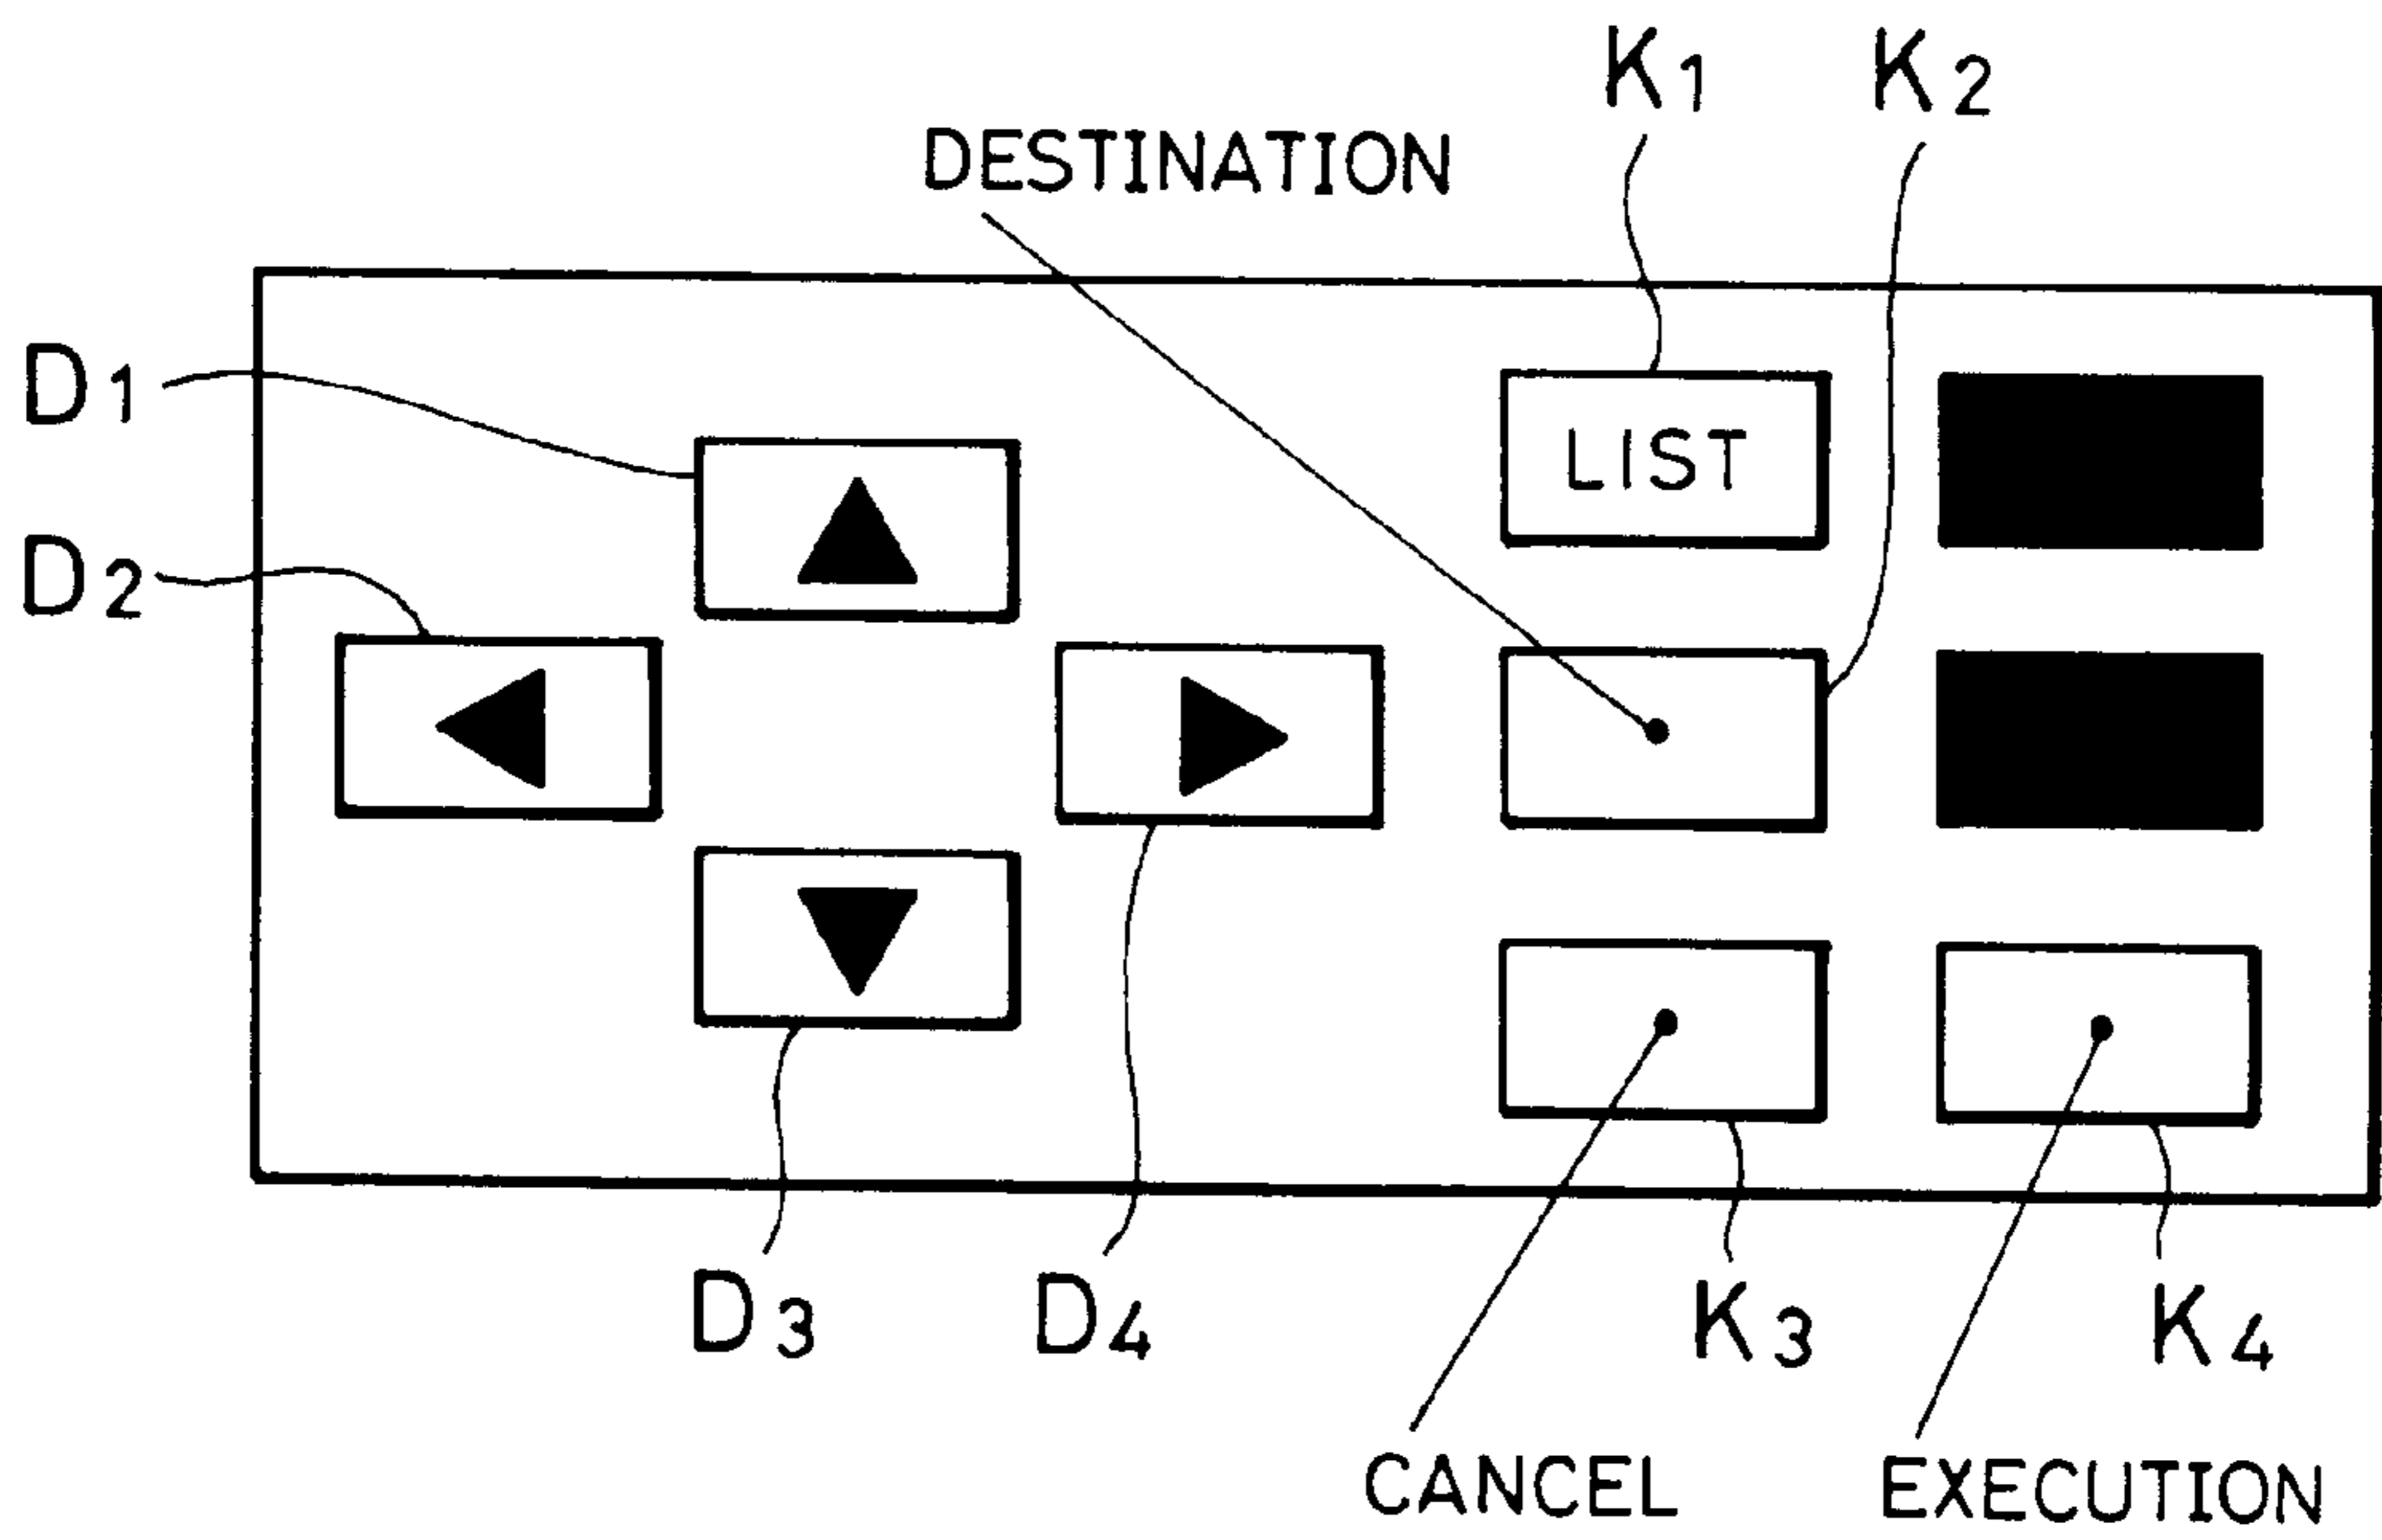 K1 K2
DESTINATION
D1
LIST
D2
D3 D4 K3 K4
CANCEL EXECUTION